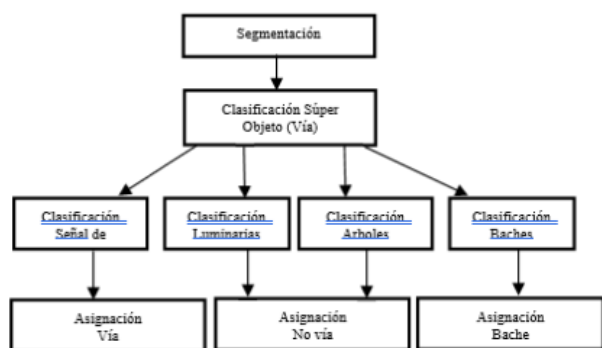 Segmentación
Clasificación Súper
Objeto (Vía)
Clasificación
Señal de
Clasificación
Luminarias
Clasificación
Arboles
Clasificación
Baches
Asignación
Vía
Asignación
No vía
Asignación
Bache